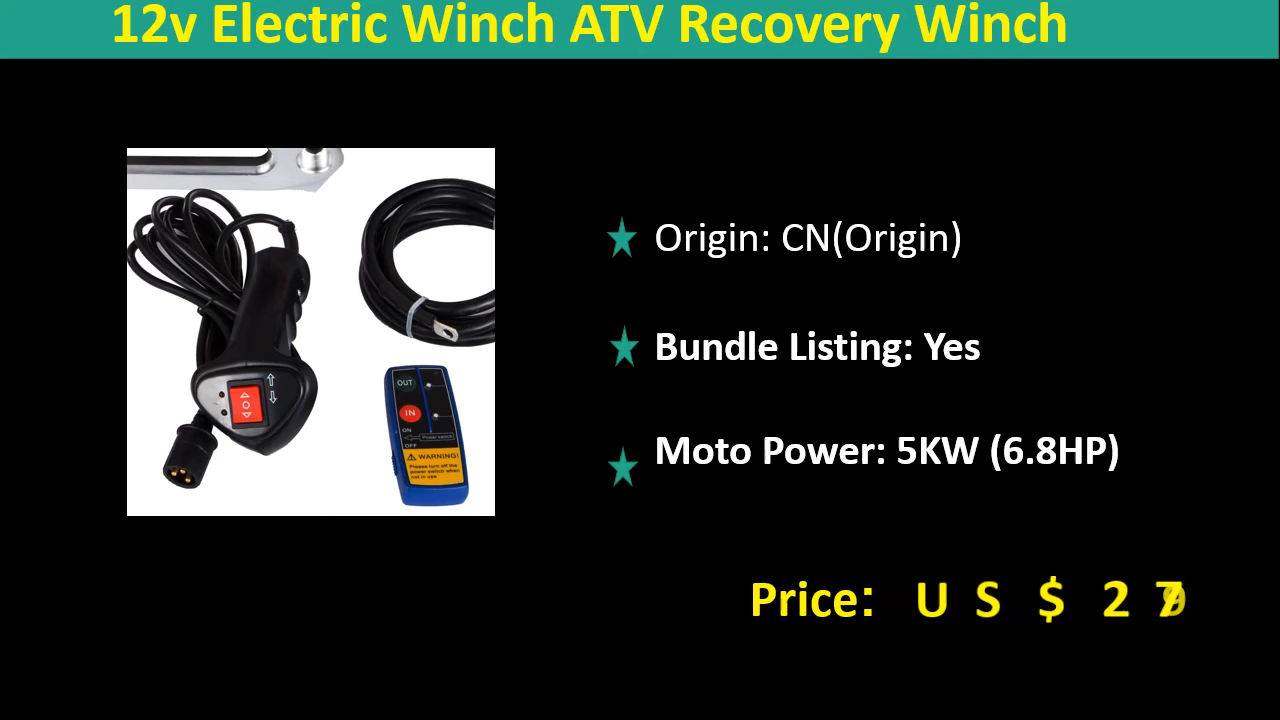 12v Electric Winch ATV Recovery Winch
Origin: CN(Origin)
Bundle Listing: Yes
Moto Power: 5KW (6.8HP)
OUT
IN
ON
Power switch
OFF
WARNING!
Please turn off the
power switch when
not in use
Price: US $ 2